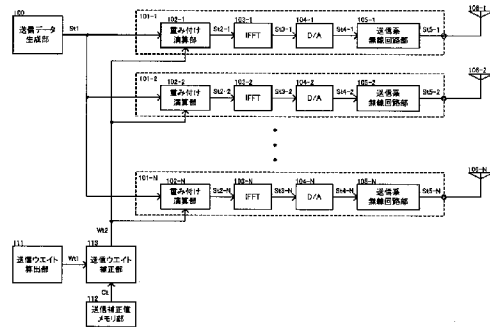 100
送信データ
生成部
St1
101-1
102-1
重み付け
演算部
St2-1
103-1
IFFT
St3-1
104-1
D/A
St4-1
105-1
送信系
無線回路部
St5-1
106-1
101-2
102-2
重み付け
演算部
St2-2
103-2
IFFT
St3-2
104-2
D/A
St4-2
105-2
送信系
無線回路部
St5-2
106-2
101-N
102-N
重み付け
演算部
St2-N
103-N
IFFT
St3-N
104-N
D/A
St4-N
105-N
送信系
無線回路部
St5-N
106-N
Wt2
111
送信ウエイト
算出部
Wt1
113
送信ウエイト
補正部
Ct
112
送信補正値
メモリ部